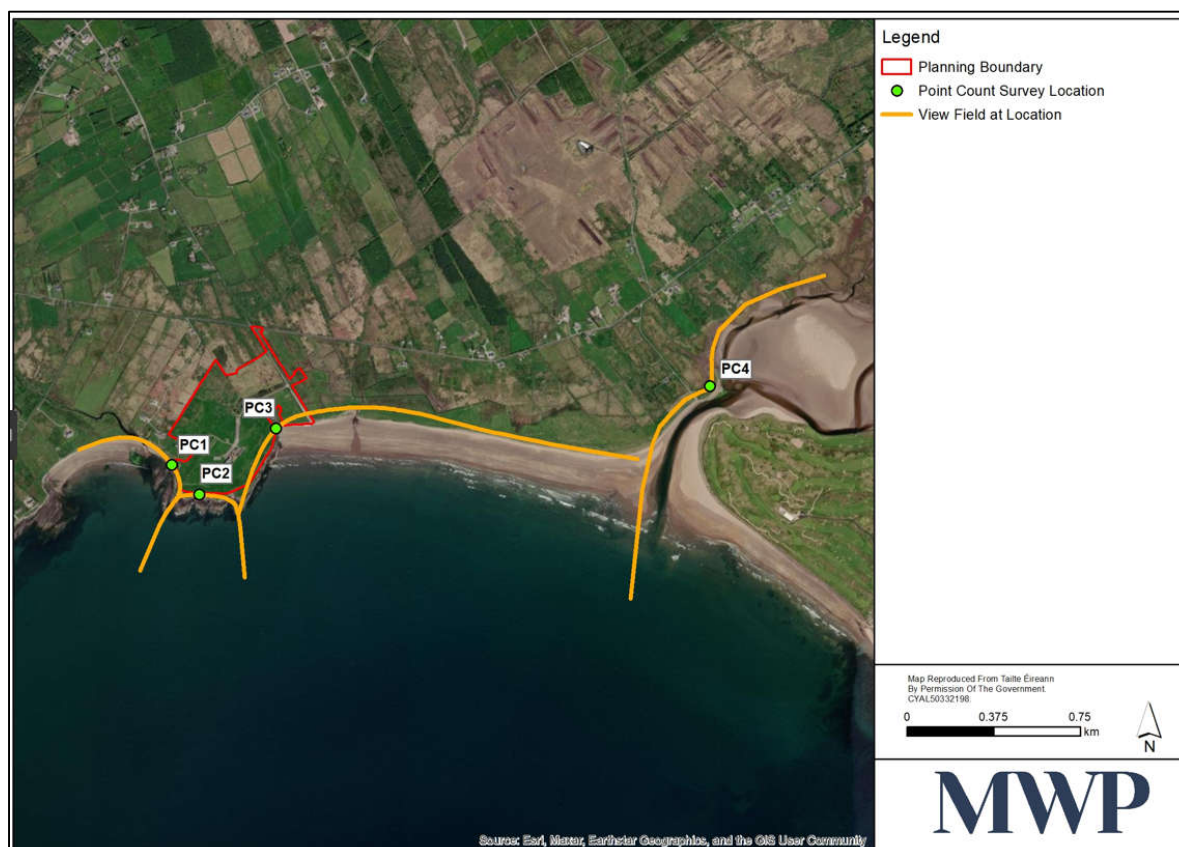 Legend
Planning Boundary
Point Count Survey Location
View Field at Location
PC4
PC3
PC1
PC2
Map Reproduced From Tailte Éireann
By Permission Of The Government.
CYAL50332198.
0 0.375 0.75
km
N
MWP
Source: Esri, Maxar, Earthstar Geographics, and the GIS User Community